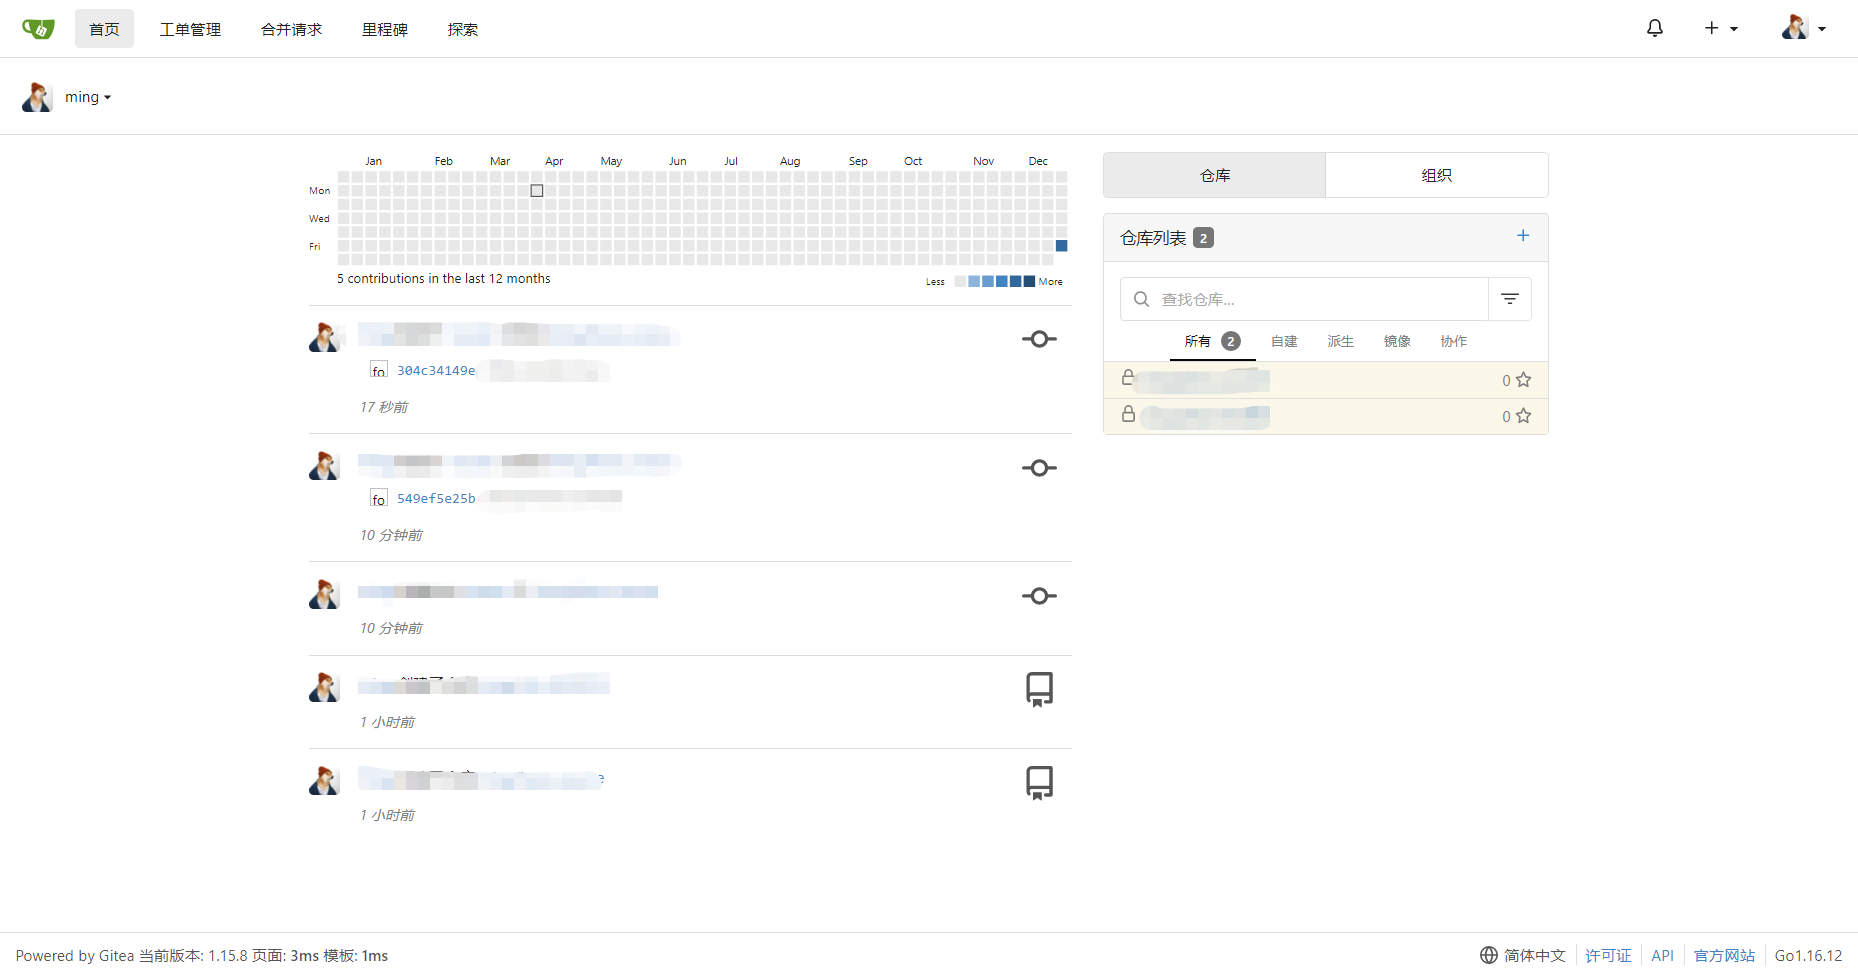 首页 工单管理 合并请求 里程碑 探索
ming
Jan Feb Mar Apr May Jun Jul Aug Sep Oct Nov Dec
Mon
Wed
Fri
5 contributions in the last 12 months
Less More
fo 304c34149e
17 秒前
fo 549ef5e25b
10 分钟前
10 分钟前
1 小时前
1 小时前
仓库 组织
仓库列表 2
查找仓库...
所有 2 自建 派生 镜像 协作
0
0
Powered by Gitea 当前版本: 1.15.8 页面: 3ms 模板: 1ms
简体中文 许可证 API 官方网站 Go1.16.12